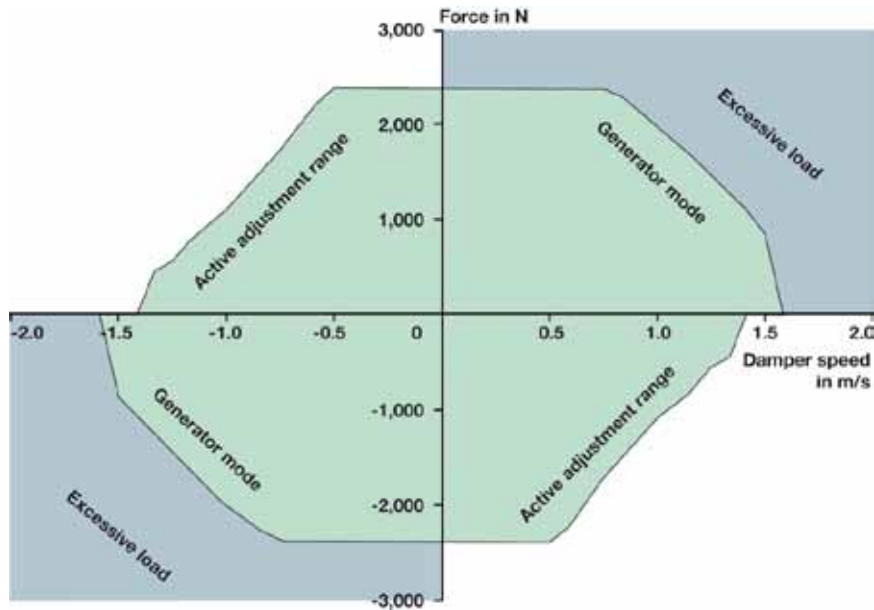 Force in N
3,000
2,000
1,000
Excessive load
Generator mode
Active adjustment range
-2.0 -1.5 -1.0 -0.5 0 0.5 1.0 1.5 2.0
Damper speed
in m/s
-1,000
-2,000
-3,000
Generator mode
Excessive load
Active adjustment range